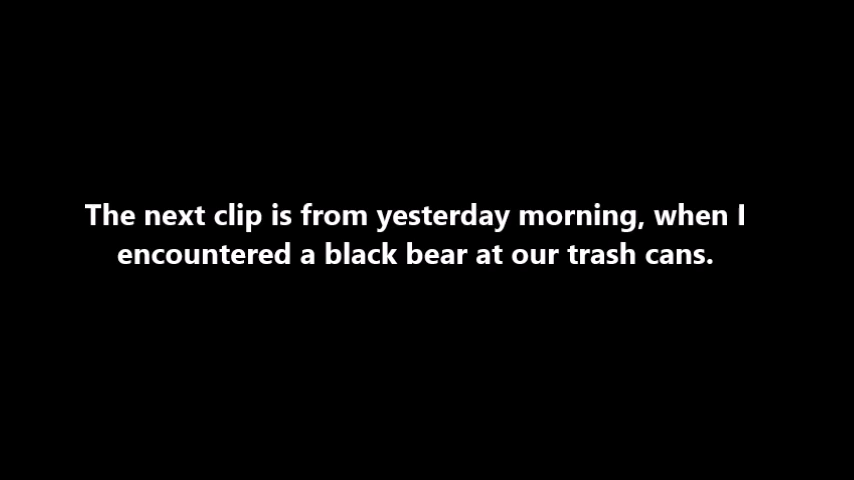 The next clip is from yesterday morning, when I
encountered a black bear at our trash cans.